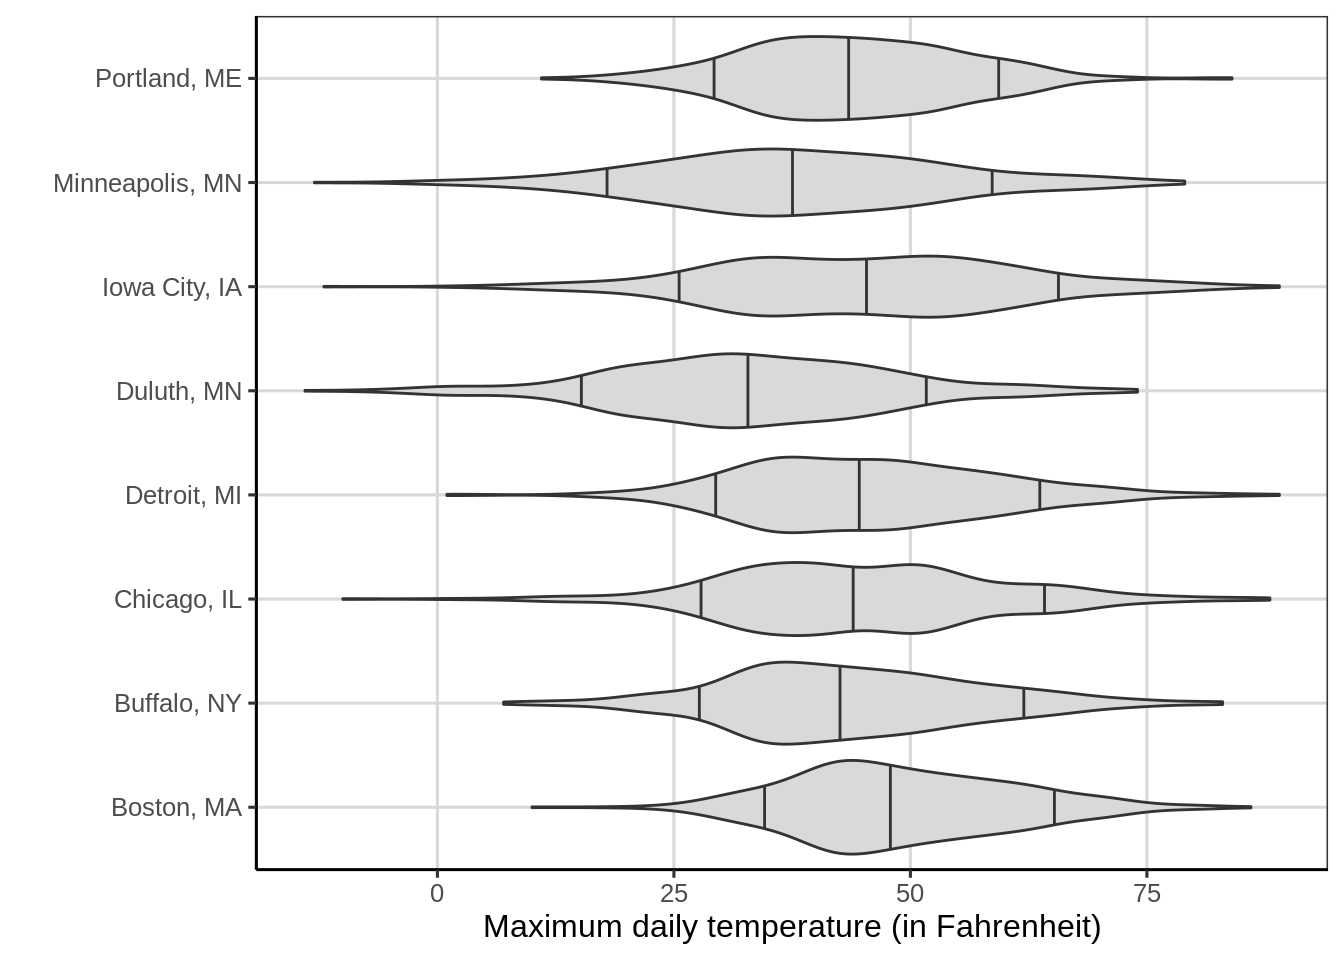 Portland, ME
Minneapolis, MN
Iowa City, IA
Duluth, MN
Detroit, MI
Chicago, IL
Buffalo, NY
Boston, MA
0 25 50 75
Maximum daily temperature (in Fahrenheit)